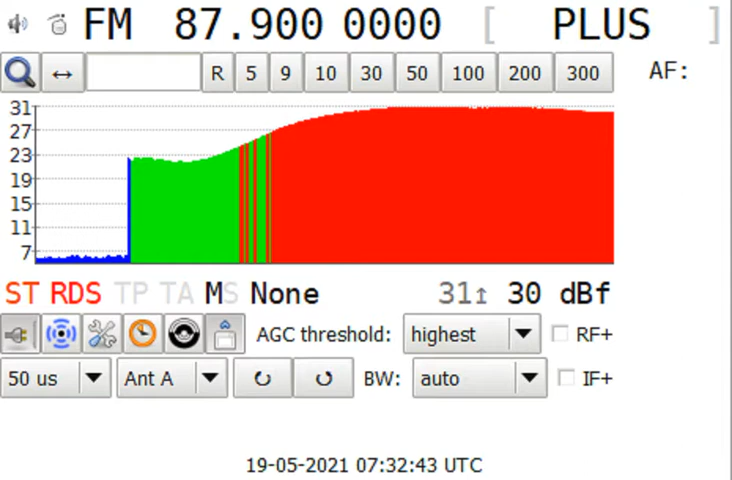 FM 87.900 0000 [ PLUS ]
R 5 9 10 30 50 100 200 300 AF:
31
27
23
19
15
11
7
ST RDS TP TA MS None 31↥ 30 dBf
AGC threshold: highest RF+
50 us Ant A ↻ ↺ BW: auto IF+
19-05-2021 07:32:43 UTC